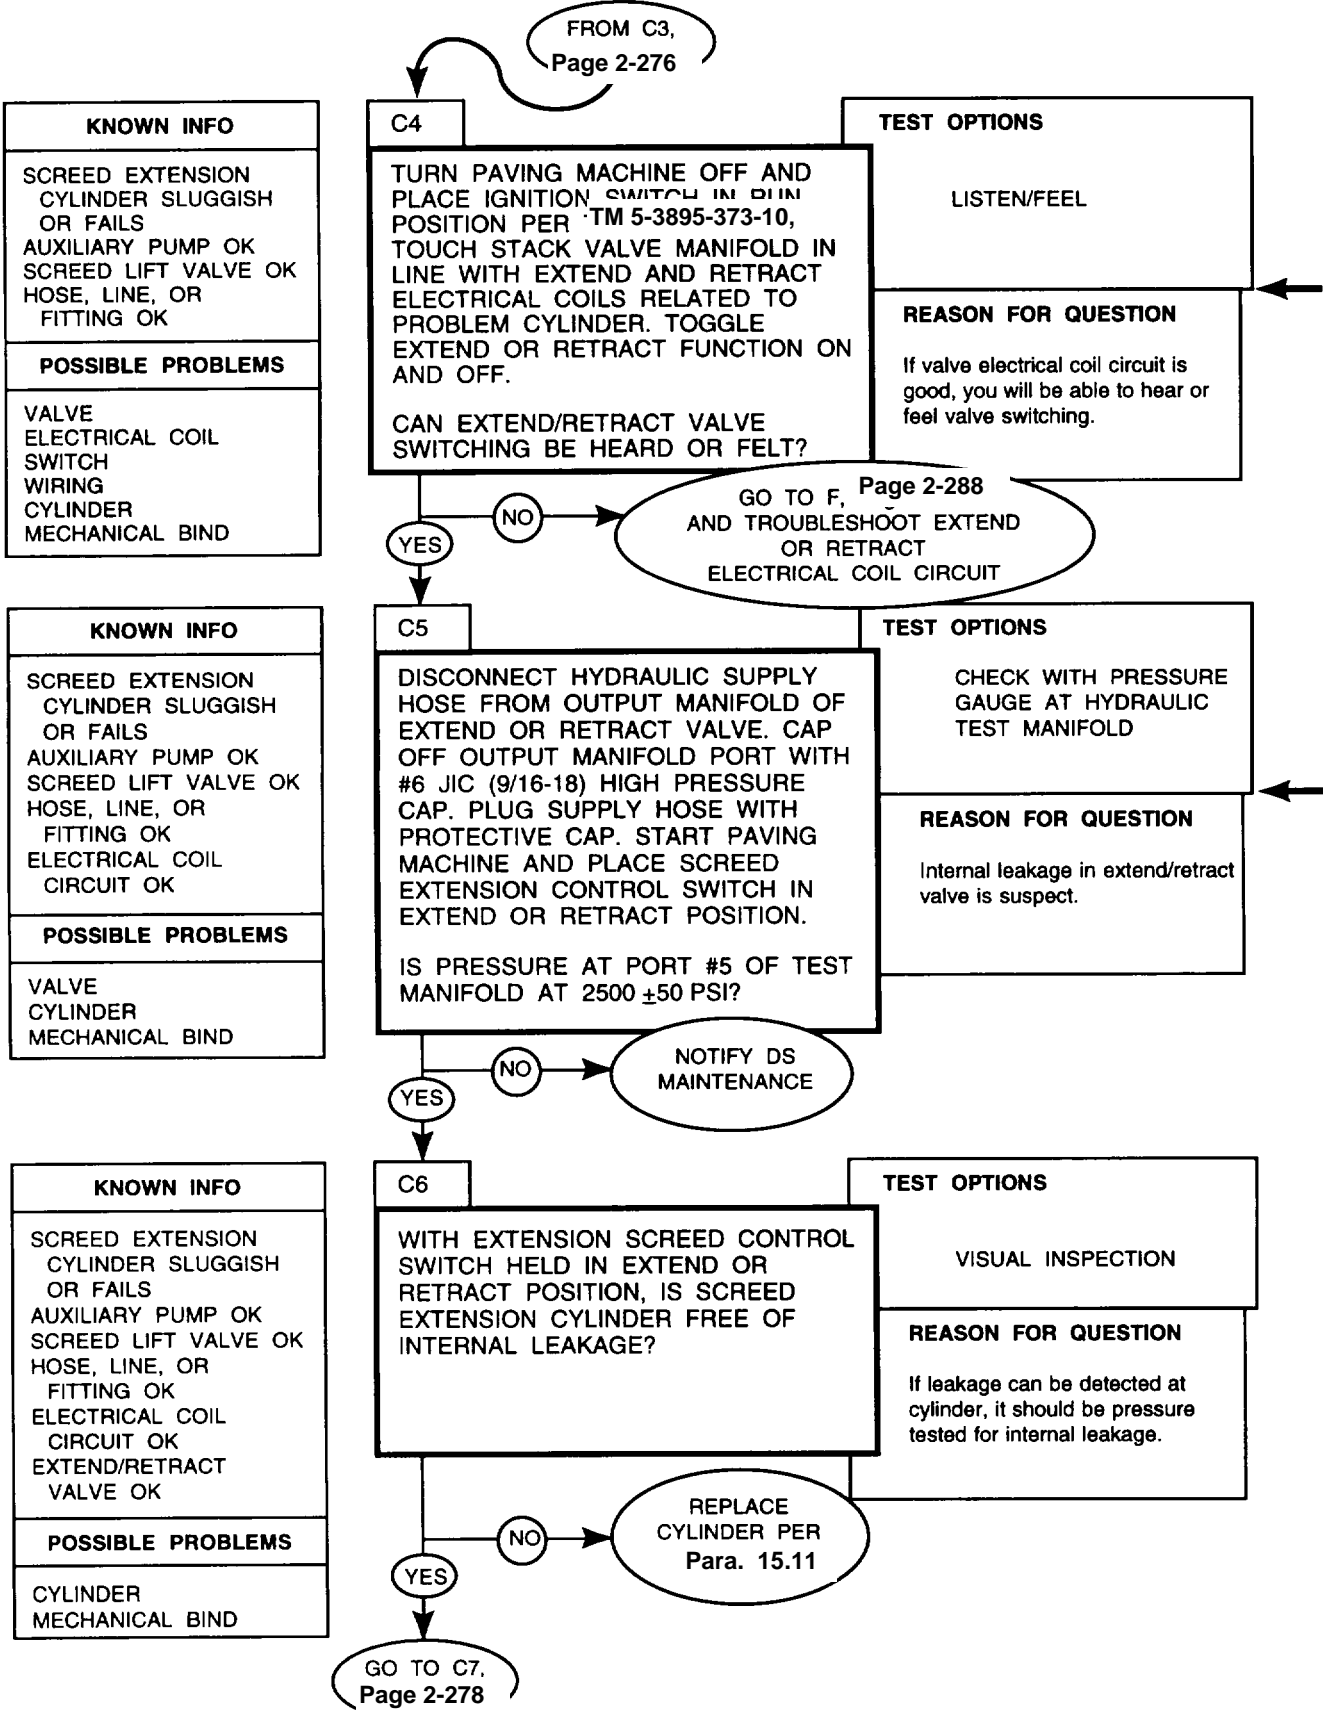 FROM C3,
Page 2-276
KNOWN INFO
SCREED EXTENSION
CYLINDER SLUGGISH
OR FAILS
AUXILIARY PUMP OK
SCREED LIFT VALVE OK
HOSE, LINE, OR
FITTING OK
POSSIBLE PROBLEMS
VALVE
ELECTRICAL COIL
SWITCH
WIRING
CYLINDER
MECHANICAL BIND
C4
TURN PAVING MACHINE OFF AND
PLACE IGNITION SWITCH IN RUN
POSITION PER TM 5-3895-373-10,
TOUCH STACK VALVE MANIFOLD IN
LINE WITH EXTEND AND RETRACT
ELECTRICAL COILS RELATED TO
PROBLEM CYLINDER. TOGGLE
EXTEND OR RETRACT FUNCTION ON
AND OFF.
CAN EXTEND/RETRACT VALVE
SWITCHING BE HEARD OR FELT?
TEST OPTIONS
LISTEN/FEEL
REASON FOR QUESTION
If valve electrical coil circuit is
good, you will be able to hear or
feel valve switching.
NO
GO TO F, Page 2-288
AND TROUBLESHOOT EXTEND
OR RETRACT
ELECTRICAL COIL CIRCUIT
YES
KNOWN INFO
SCREED EXTENSION
CYLINDER SLUGGISH
OR FAILS
AUXILIARY PUMP OK
SCREED LIFT VALVE OK
HOSE, LINE, OR
FITTING OK
ELECTRICAL COIL
CIRCUIT OK
POSSIBLE PROBLEMS
VALVE
CYLINDER
MECHANICAL BIND
C5
DISCONNECT HYDRAULIC SUPPLY
HOSE FROM OUTPUT MANIFOLD OF
EXTEND OR RETRACT VALVE. CAP
OFF OUTPUT MANIFOLD PORT WITH
#6 JIC (9/16-18) HIGH PRESSURE
CAP. PLUG SUPPLY HOSE WITH
PROTECTIVE CAP. START PAVING
MACHINE AND PLACE SCREED
EXTENSION CONTROL SWITCH IN
EXTEND OR RETRACT POSITION.
IS PRESSURE AT PORT #5 OF TEST
MANIFOLD AT 2500 ±50 PSI?
TEST OPTIONS
CHECK WITH PRESSURE
GAUGE AT HYDRAULIC
TEST MANIFOLD
REASON FOR QUESTION
Internal leakage in extend/retract
valve is suspect.
NO
NOTIFY DS
MAINTENANCE
YES
KNOWN INFO
SCREED EXTENSION
CYLINDER SLUGGISH
OR FAILS
AUXILIARY PUMP OK
SCREED LIFT VALVE OK
HOSE, LINE, OR
FITTING OK
ELECTRICAL COIL
CIRCUIT OK
EXTEND/RETRACT
VALVE OK
POSSIBLE PROBLEMS
CYLINDER
MECHANICAL BIND
C6
WITH EXTENSION SCREED CONTROL
SWITCH HELD IN EXTEND OR
RETRACT POSITION, IS SCREED
EXTENSION CYLINDER FREE OF
INTERNAL LEAKAGE?
TEST OPTIONS
VISUAL INSPECTION
REASON FOR QUESTION
If leakage can be detected at
cylinder, it should be pressure
tested for internal leakage.
NO
REPLACE
CYLINDER PER
Para. 15.11
YES
GO TO C7,
Page 2-278